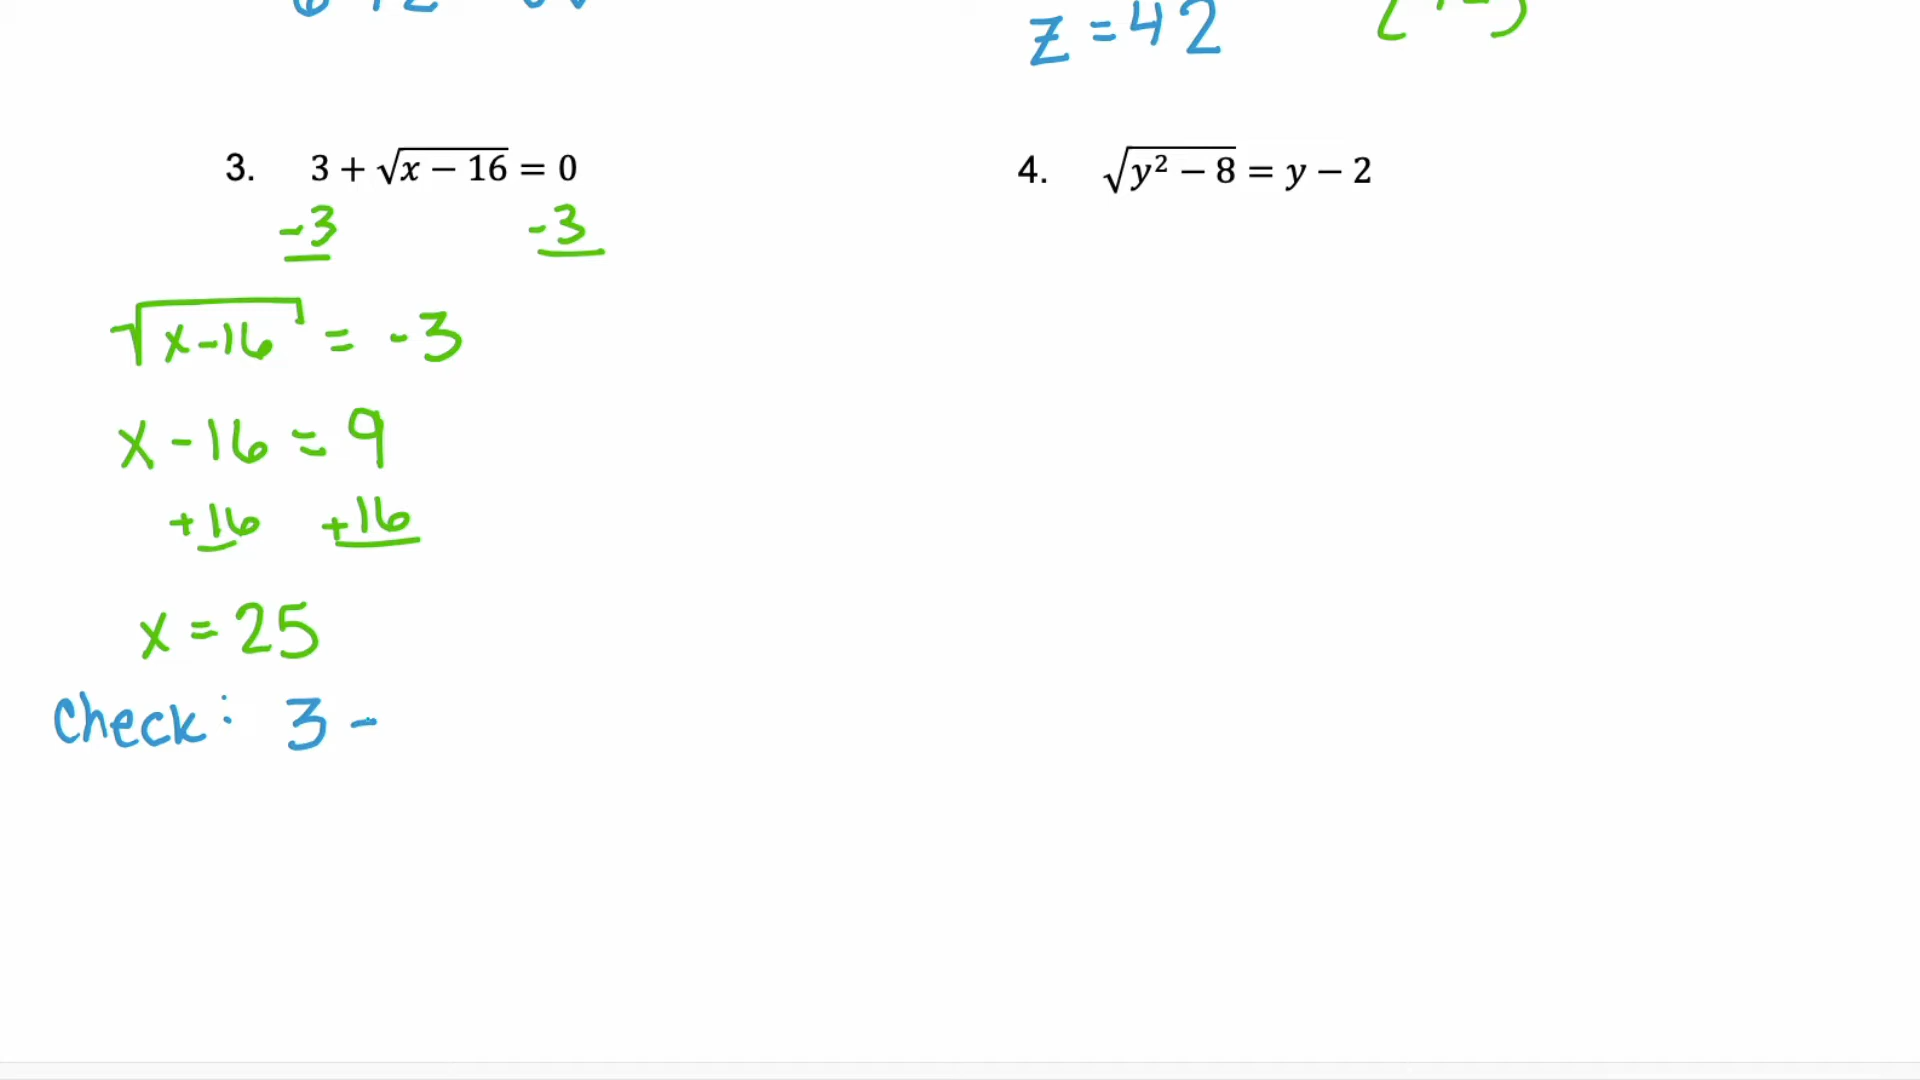 z = 42
3. 3 + √x − 16 = 0
-3 -3
√x-16 = -3
x - 16 = 9
+16 +16
x = 25
Check: 3 -
4. √y² − 8 = y − 2